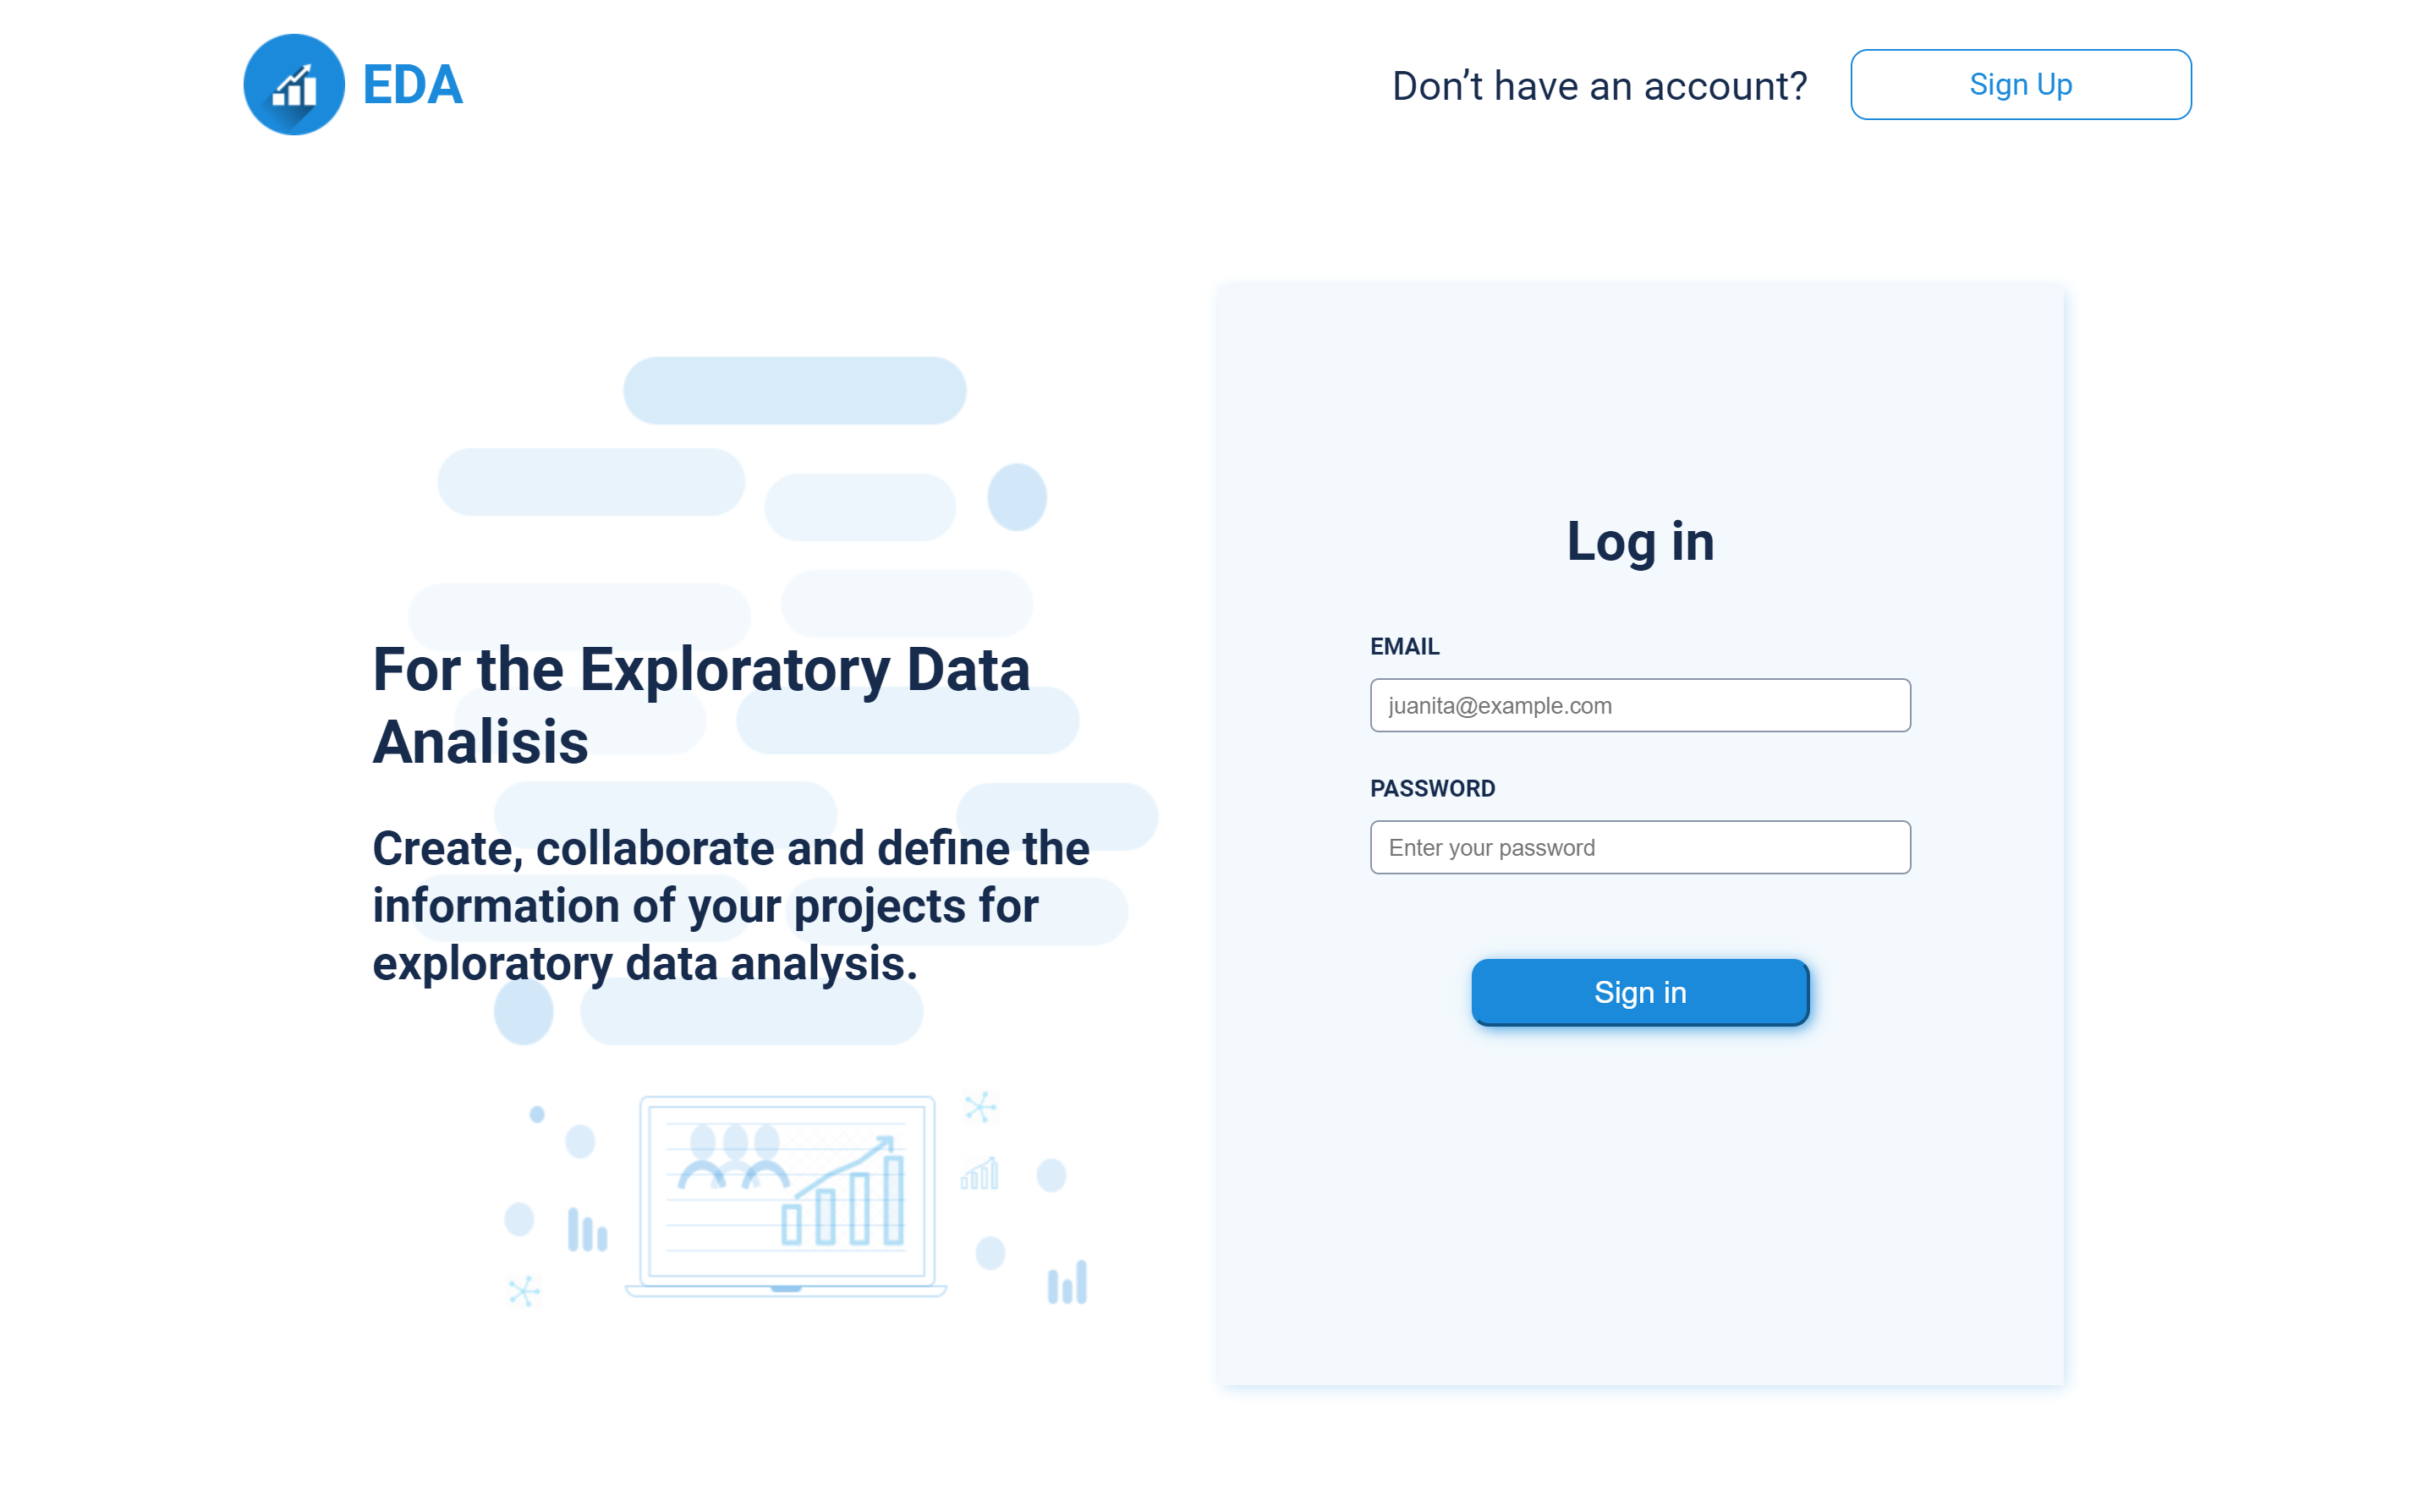 EDA
Don’t have an account?
Sign Up
For the Exploratory Data
Analisis
Create, collaborate and define the
information of your projects for
exploratory data analysis.
Log in
EMAIL
juanita@example.com
PASSWORD
Enter your password
Sign in